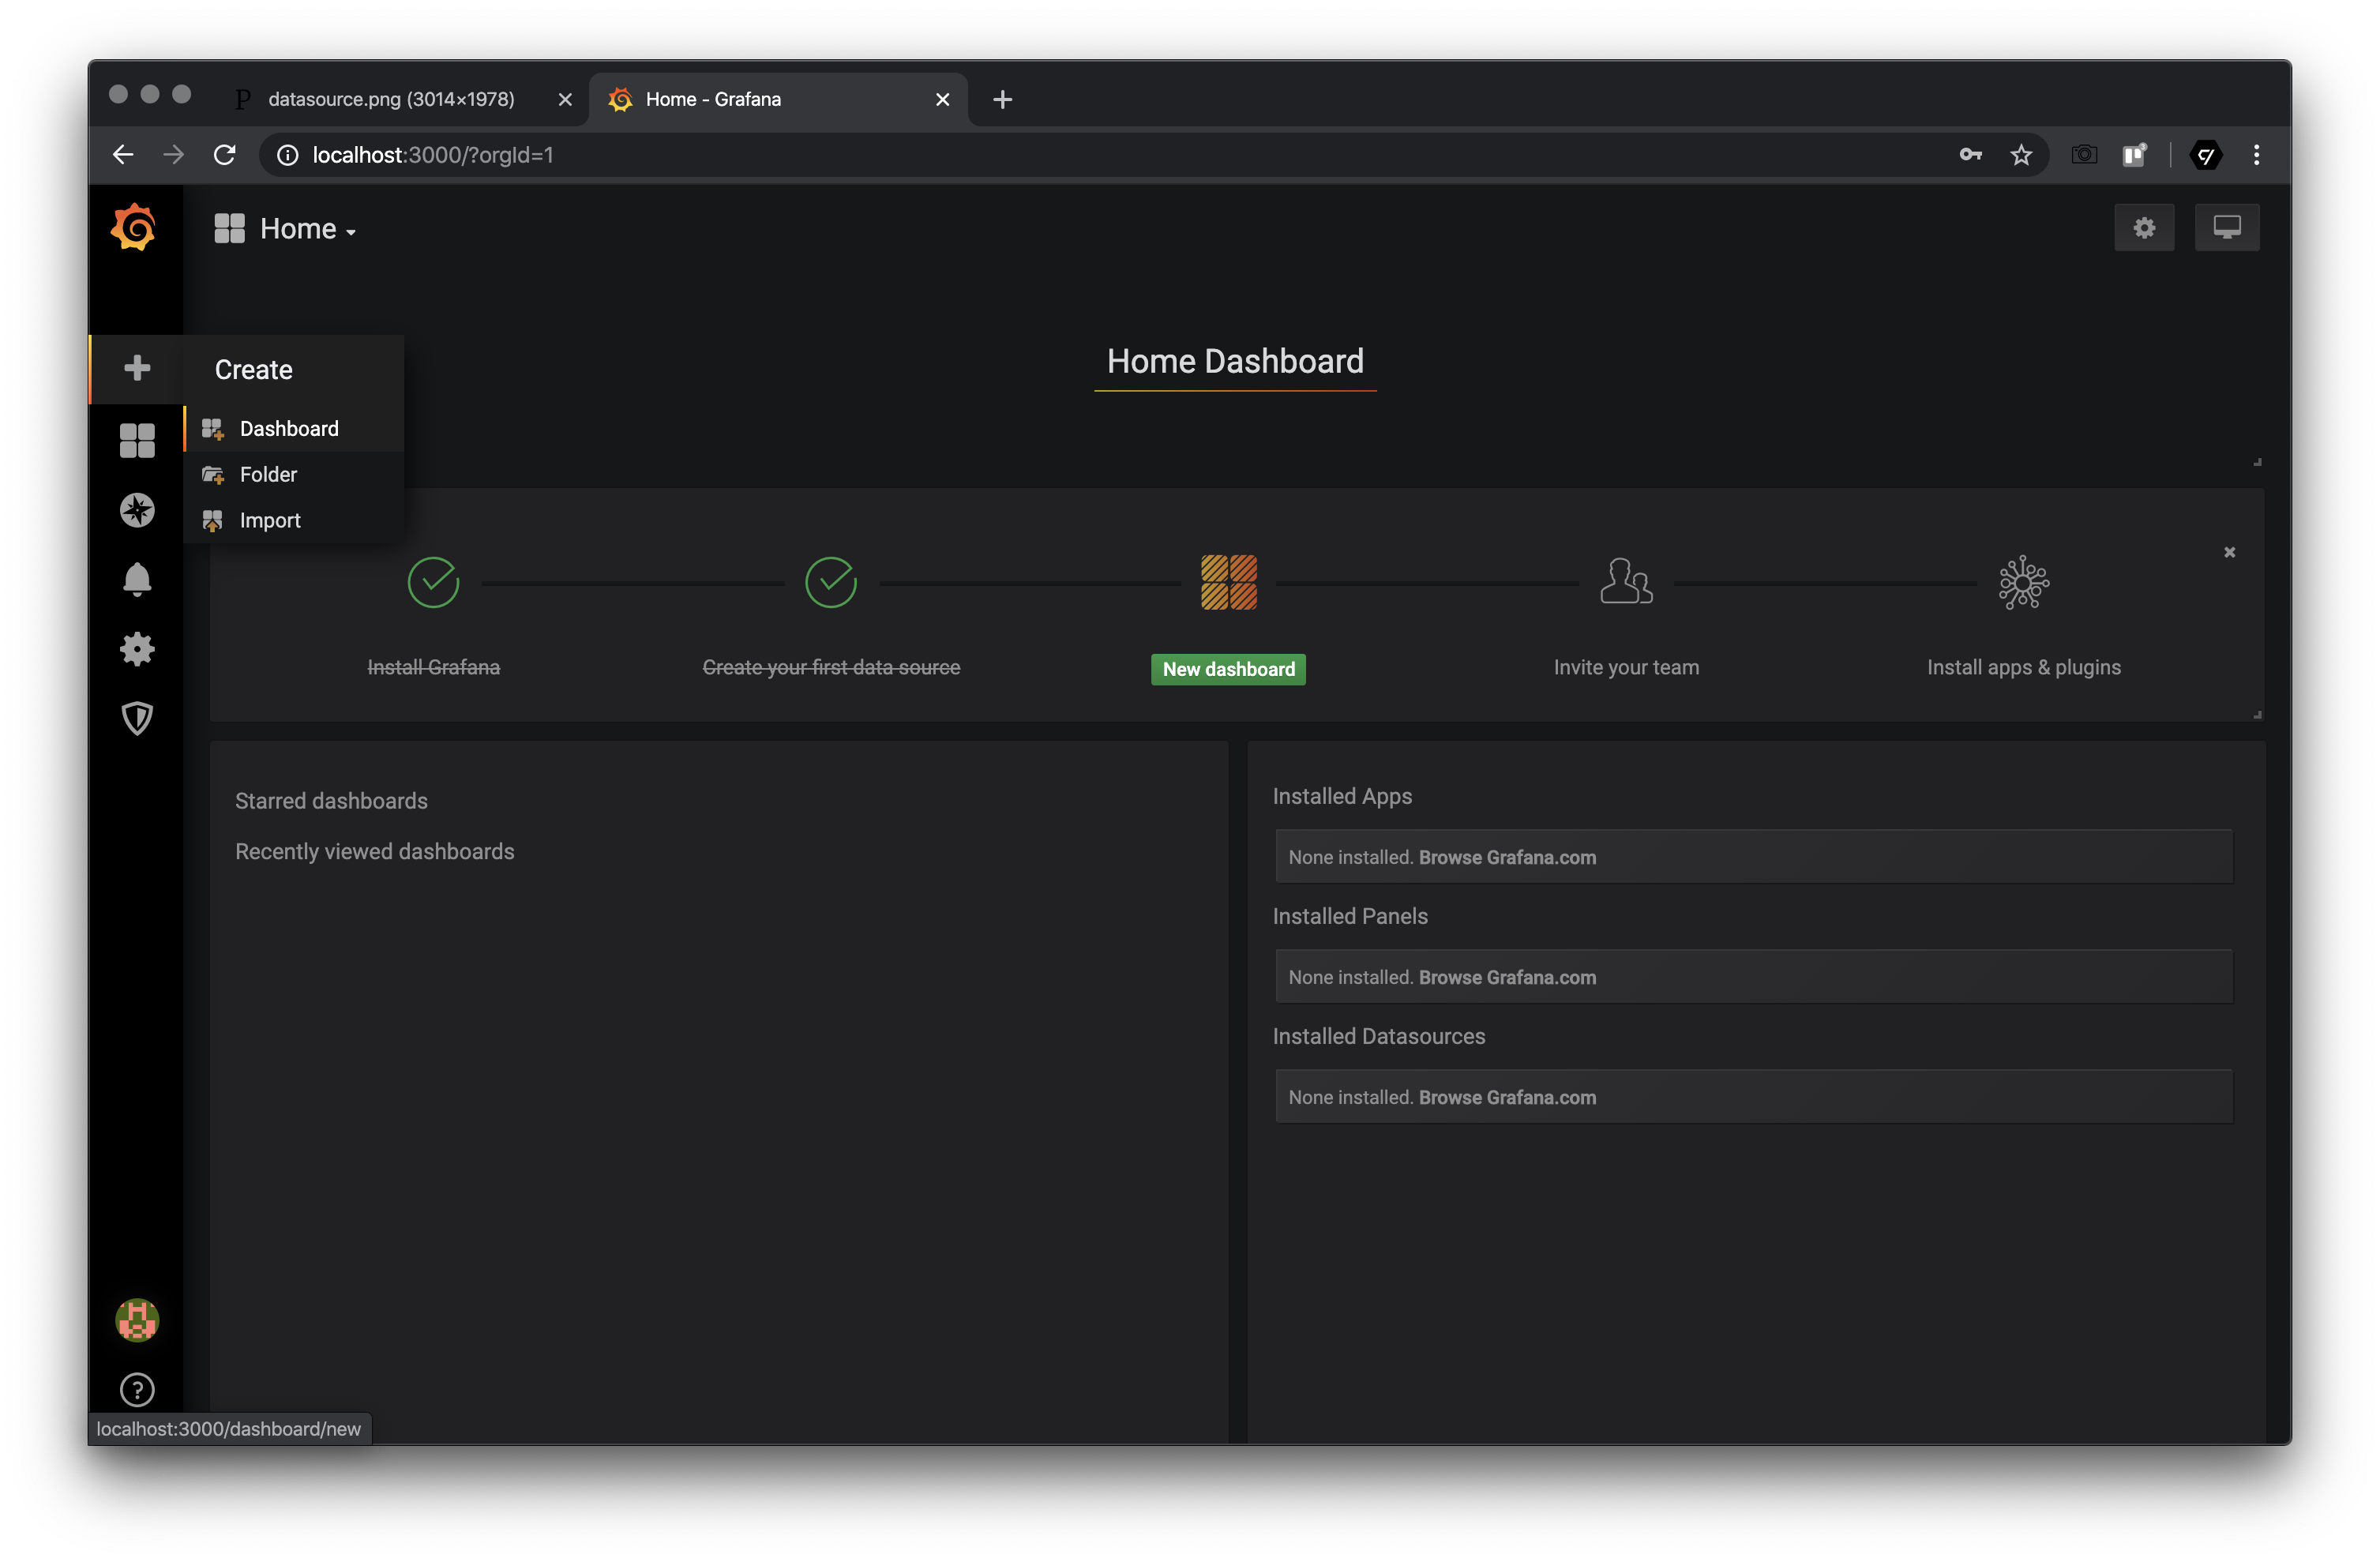 P datasource.png (3014×1978)
Home - Grafana
localhost:3000/?orgId=1
Home
Create
Dashboard
Folder
Import
Home Dashboard
Install Grafana
Create your first data source
New dashboard
Invite your team
Install apps & plugins
Starred dashboards
Recently viewed dashboards
Installed Apps
None installed. Browse Grafana.com
Installed Panels
None installed. Browse Grafana.com
Installed Datasources
None installed. Browse Grafana.com
localhost:3000/dashboard/new